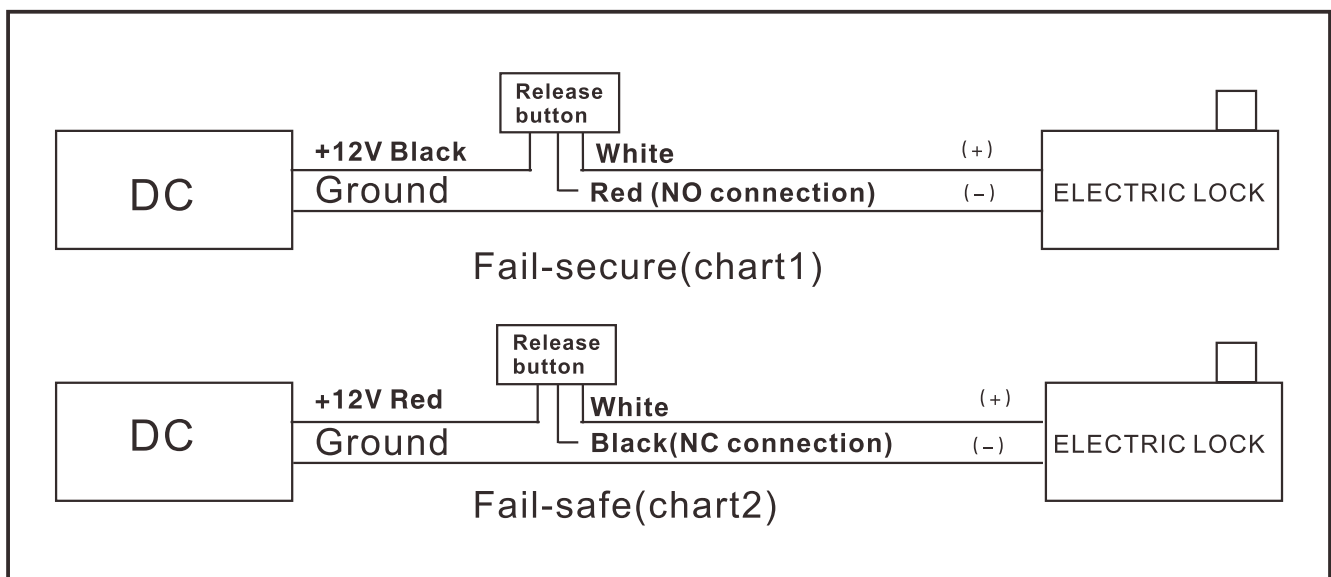 Release
button
+12V Black
White
(+)
DC
Ground
Red (NO connection)
(-)
ELECTRIC LOCK
Fail-secure(chart1)
Release
button
+12V Red
White
(+)
DC
Ground
Black(NC connection)
(-)
ELECTRIC LOCK
Fail-safe(chart2)